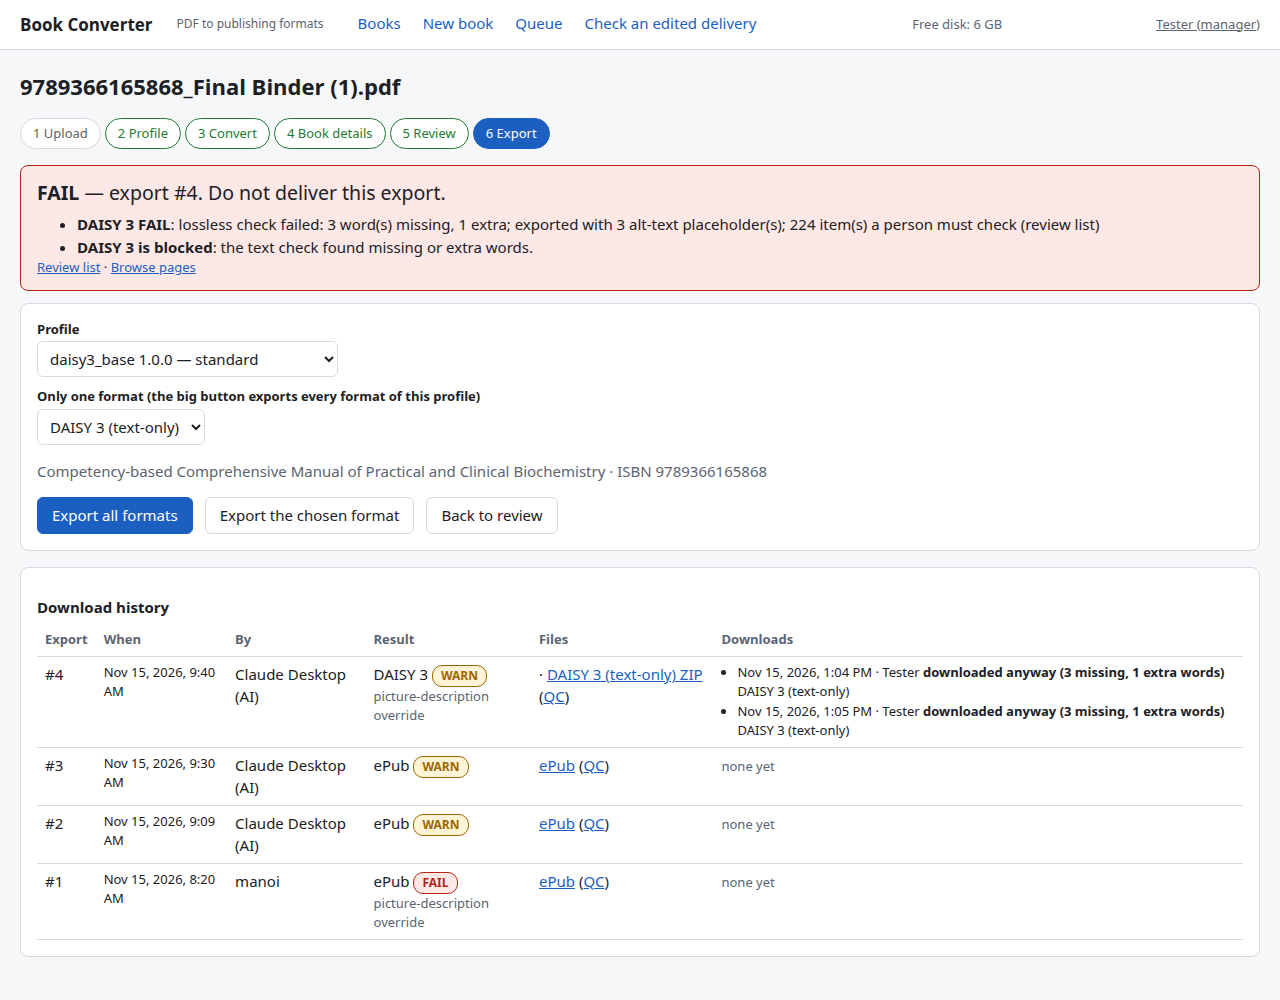 Book Converter PDF to publishing formats Books New book Queue Check an edited delivery Free disk: 6 GB Tester (manager)
9789366165868_Final Binder (1).pdf
1 Upload 2 Profile 3 Convert 4 Book details 5 Review 6 Export
FAIL — export #4. Do not deliver this export.
• DAISY 3 FAIL: lossless check failed: 3 word(s) missing, 1 extra; exported with 3 alt-text placeholder(s); 224 item(s) a person must check (review list)
• DAISY 3 is blocked: the text check found missing or extra words.
Review list · Browse pages
Profile
daisy3_base 1.0.0 — standard
Only one format (the big button exports every format of this profile)
DAISY 3 (text-only)
Competency-based Comprehensive Manual of Practical and Clinical Biochemistry · ISBN 9789366165868
Export all formats Export the chosen format Back to review
Download history
Export When By Result Files Downloads
#4 Nov 15, 2026, 9:40 AM Claude Desktop (AI) DAISY 3 WARN picture-description override · DAISY 3 (text-only) ZIP (QC) • Nov 15, 2026, 1:04 PM · Tester downloaded anyway (3 missing, 1 extra words) DAISY 3 (text-only)
• Nov 15, 2026, 1:05 PM · Tester downloaded anyway (3 missing, 1 extra words) DAISY 3 (text-only)
#3 Nov 15, 2026, 9:30 AM Claude Desktop (AI) ePub WARN ePub (QC) none yet
#2 Nov 15, 2026, 9:09 AM Claude Desktop (AI) ePub WARN ePub (QC) none yet
#1 Nov 15, 2026, 8:20 AM manoi ePub FAIL picture-description override ePub (QC) none yet